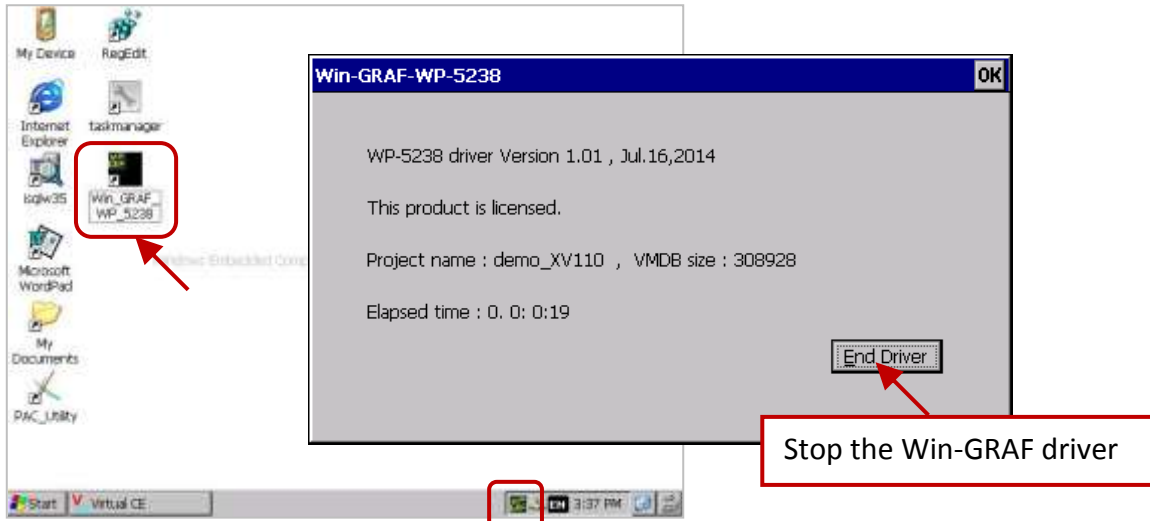 My Device
RegEdit
Internet
Explorer
taskmanager
isqlw35
Win_GRAF_
WP_5238
Microsoft
WordPad
My
Documents
PAC_Utility
Windows Embedded Comp
Win-GRAF-WP-5238
OK
WP-5238 driver Version 1.01 , Jul.16,2014
This product is licensed.
Project name : demo_XV110 , VMDB size : 308928
Elapsed time : 0. 0: 0:19
End Driver
Stop the Win-GRAF driver
Start
Virtual CE
EN
3:37 PM